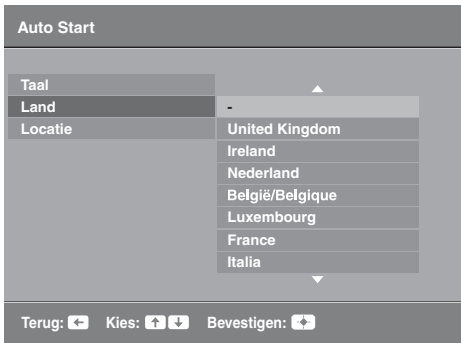 Auto Start
Taal
Land
Locatie
-
United Kingdom
Ireland
Nederland
België/Belgique
Luxembourg
France
Italia
Terug: Kies: Bevestigen: